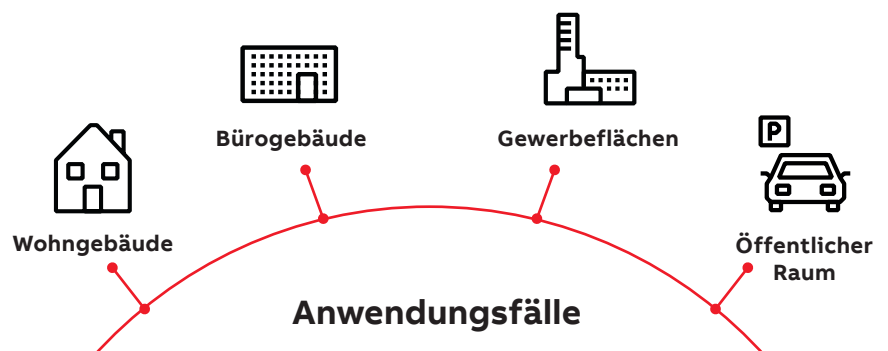 Bürogebäude
Gewerbeflächen
P
Wohngebäude
Öffentlicher
Raum
Anwendungsfälle